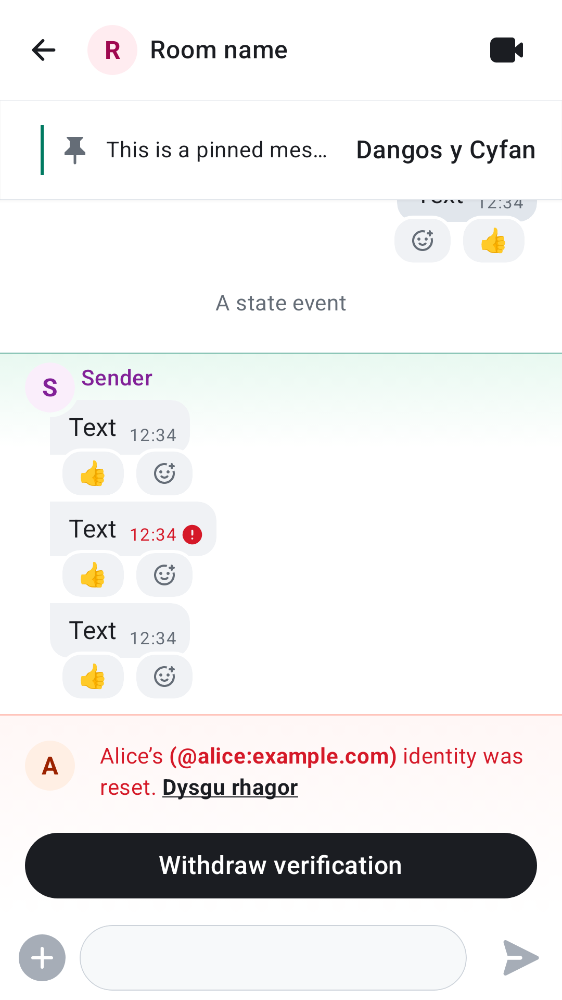 R Room name
This is a pinned mes… Dangos y Cyfan
Text 12:34
A state event
S Sender
Text 12:34
Text 12:34
Text 12:34
A Alice’s (@alice:example.com) identity was
reset. Dysgu rhagor
Withdraw verification